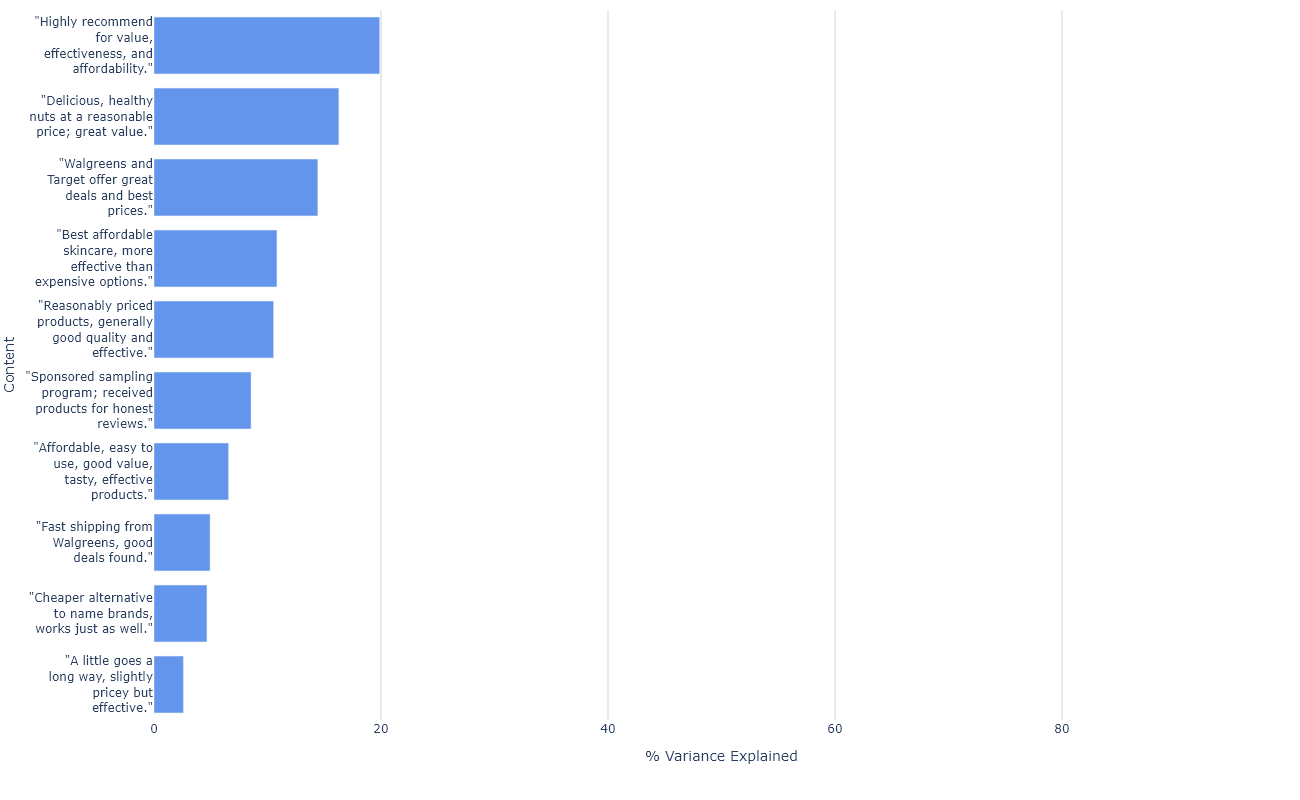 "Highly recommend
for value,
effectiveness, and
affordability."
"Delicious, healthy
nuts at a reasonable
price; great value."
"Walgreens and
Target offer great
deals and best
prices."
"Best affordable
skincare, more
effective than
expensive options."
"Reasonably priced
products, generally
good quality and
effective."
"Sponsored sampling
program; received
products for honest
reviews."
"Affordable, easy to
use, good value,
tasty, effective
products."
"Fast shipping from
Walgreens, good
deals found."
"Cheaper alternative
to name brands,
works just as well."
"A little goes a
long way, slightly
pricey but
effective."
Content
0 20 40 60 80
% Variance Explained